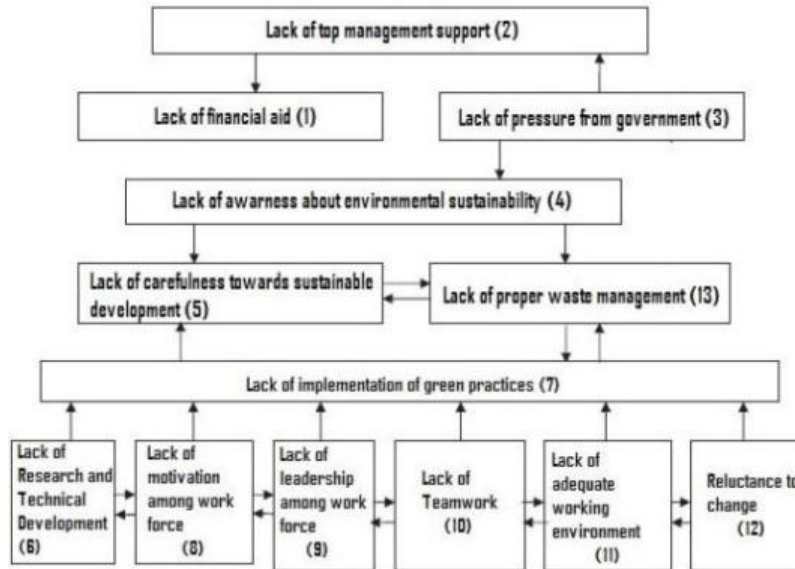 Lack of top management support (2)
Lack of financial aid (1)
Lack of pressure from government (3)
Lack of awarness about environmental sustainability (4)
Lack of carefulness towards sustainable
development (5)
Lack of proper waste management (13)
Lack of implementation of green practices (7)
Lack of
Research and
Technical
Development
(6)
Lack of
motivation
among work
force
(8)
Lack of
leadership
among work
force
(9)
Lack of
Teamwork
(10)
Lack of
adequate
working
environment
(11)
Reluctance to
change
(12)